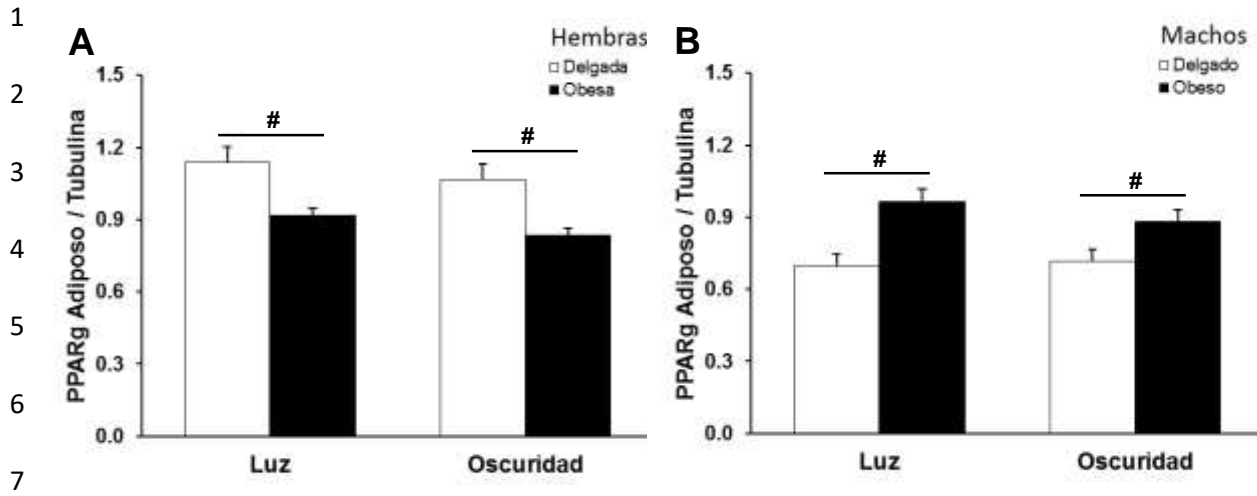 1
2
3
4
5
6
7
A
Hembras
Delgada
Obesa
PPARg Adiposo / Tubulina
1.5
1.2
0.9
0.6
0.3
0.0
#
#
Luz
Oscuridad
B
Machos
Delgado
Obeso
PPARg Adiposo / Tubulina
1.5
1.2
0.9
0.6
0.3
0.0
#
#
Luz
Oscuridad